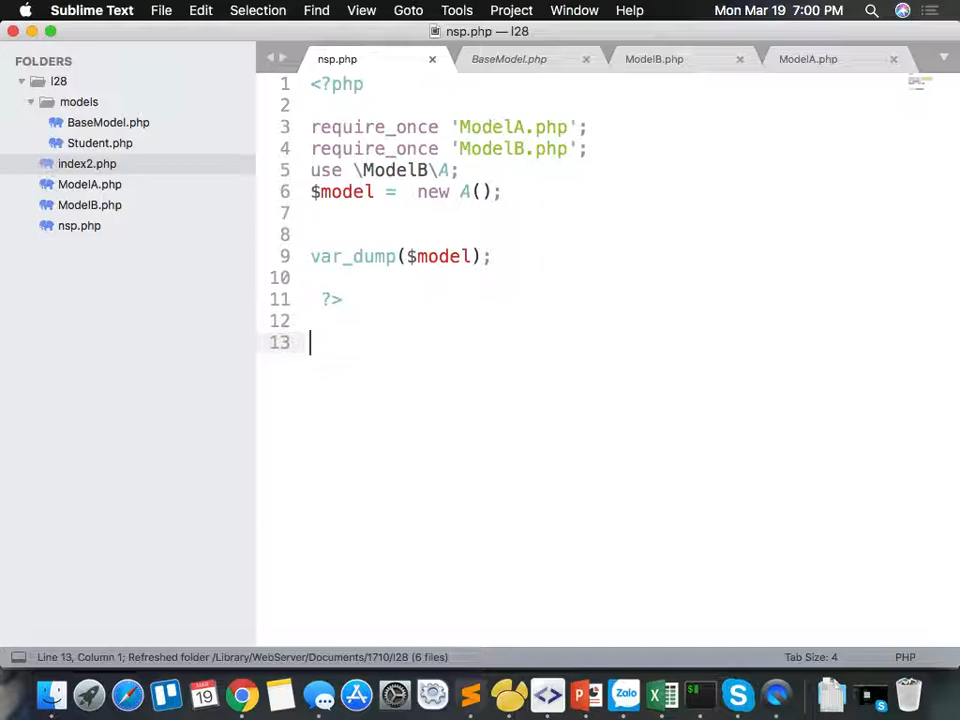 Sublime Text File Edit Selection Find View Goto Tools Project Window Help Mon Mar 19 7:00 PM
nsp.php — l28
FOLDERS
l28
models
BaseModel.php
Student.php
index2.php
ModelA.php
ModelB.php
nsp.php
nsp.php BaseModel.php ModelB.php ModelA.php
1 <?php
2
3 require_once 'ModelA.php';
4 require_once 'ModelB.php';
5 use \ModelB\A;
6 $model =  new A();
7
8
9 var_dump($model);
10
11  ?>
12
13
Line 13, Column 1; Refreshed folder /Library/WebServer/Documents/1710/l28 (6 files) Tab Size: 4 PHP
MAR
19
Zalo